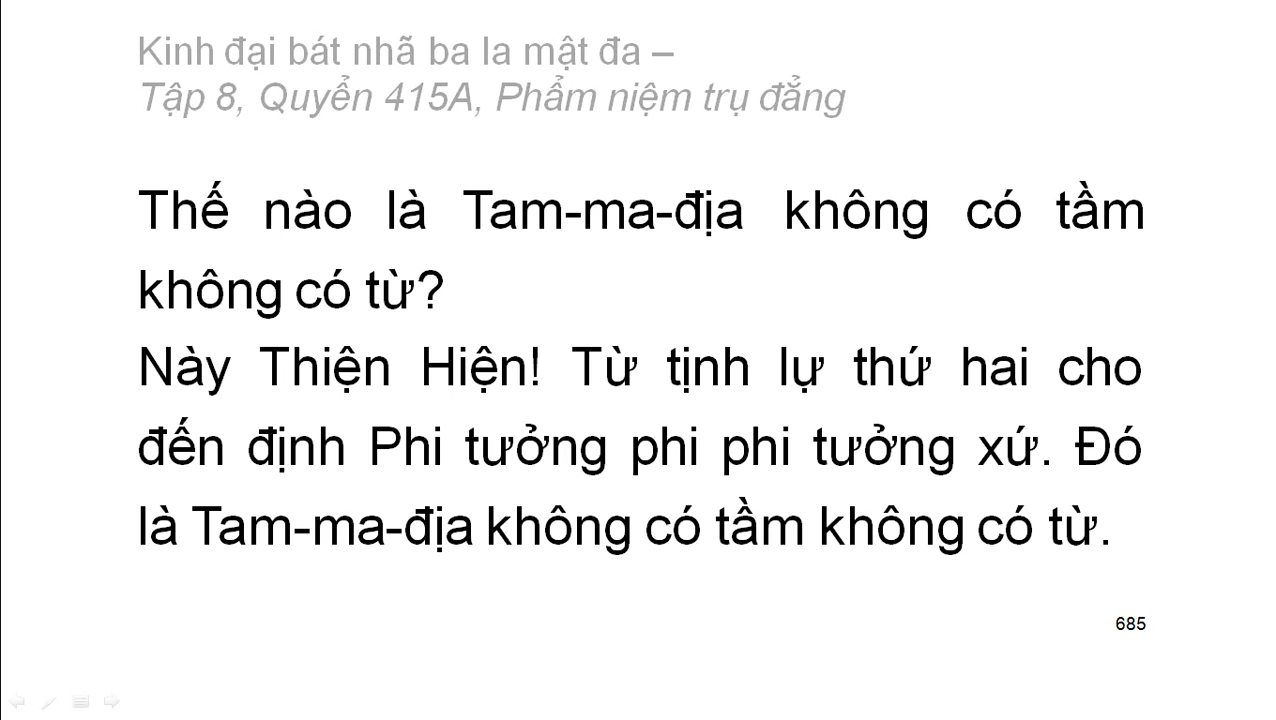 Kinh đại bát nhã ba la mật đa –
Tập 8, Quyển 415A, Phẩm niệm trụ đẳng
Thế nào là Tam-ma-địa không có tầm
không có từ?
Này Thiện Hiện! Từ tịnh lự thứ hai cho
đến định Phi tưởng phi phi tưởng xứ. Đó
là Tam-ma-địa không có tầm không có từ.
685